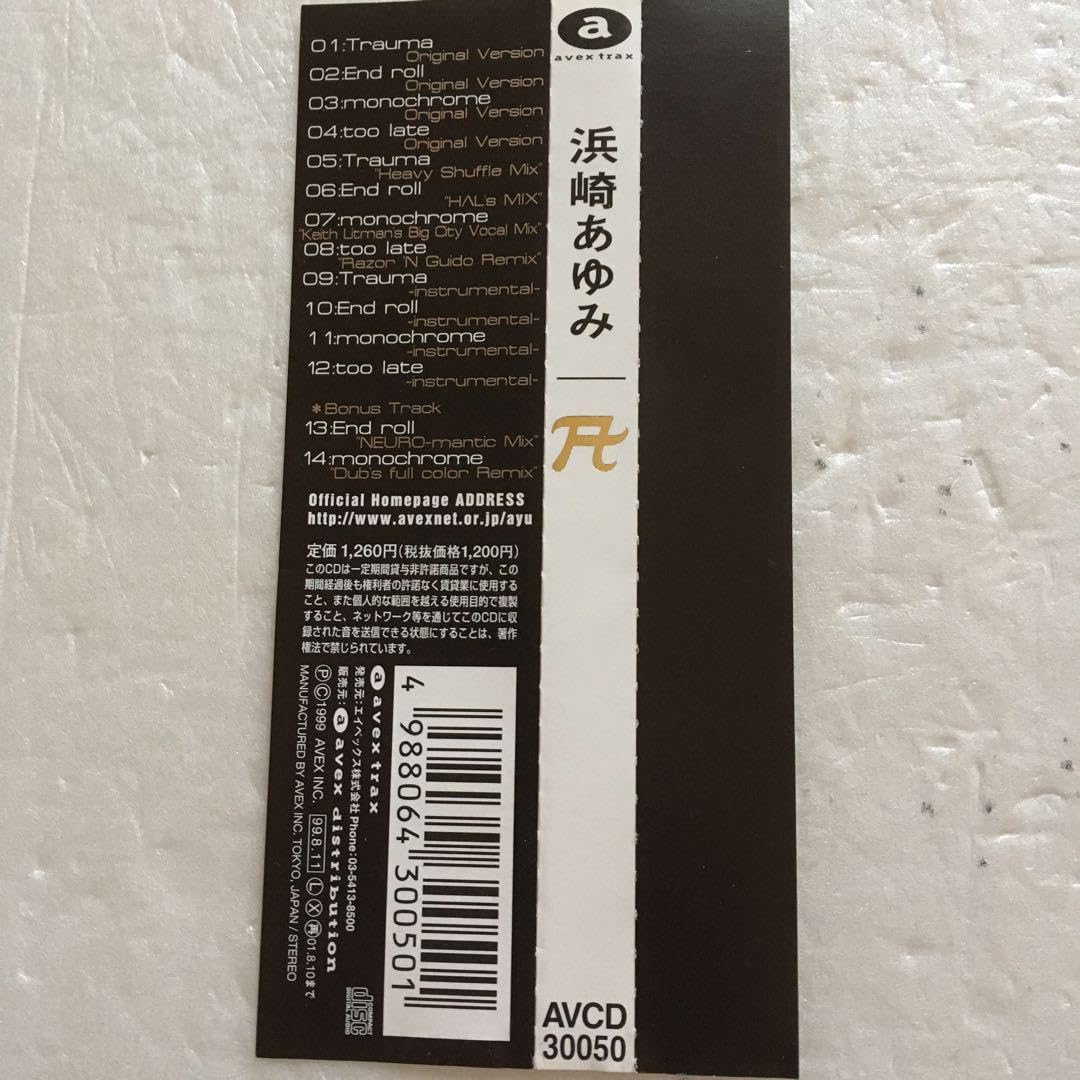 01:Trauma
Original Version
02:End roll
Original Version
03:monochrome
Original Version
04:too late
Original Version
05:Trauma
"Heavy Shuffle Mix"
06:End roll
"HΛL's MIX"
07:monochrome
"Keith Litman's Big City Vocal Mix"
08:too late
"Razor 'N Guido Remix"
09:Trauma
-instrumental-
10:End roll
-instrumental-
11:monochrome
-instrumental-
12:too late
-instrumental-
*Bonus Track
13:End roll
"NEURO-mantic Mix"
14:monochrome
"Dub's full color Remix"
Official Homepage ADDRESS
http://www.avexnet.or.jp/ayu
定価1,260円(税抜価格1,200円)
このCDは一定期間貸与非許諾商品ですが、この
期間経過後も権利者の許諾なく賃貸業に使用する
こと、また個人的な範囲を越える使用目的で複製
すること、ネットワーク等を通じてこのCDに収
録された音を送信できる状態にすることは、著作
権法で禁じられています。
a avex trax
発売元:エイベックス株式会社 Phone:03-5413-8500
販売元: a avex distribution
ⓅⒸ1999 AVEX INC. 99.8.11 Ⓛ Ⓧ 再 01.8.10まで
MANUFACTURED BY AVEX INC. TOKYO, JAPAN / STEREO
4 988064 300501
COMPACT
disc
DIGITAL AUDIO
a
avex trax
浜崎あゆみ
A
AVCD
30050